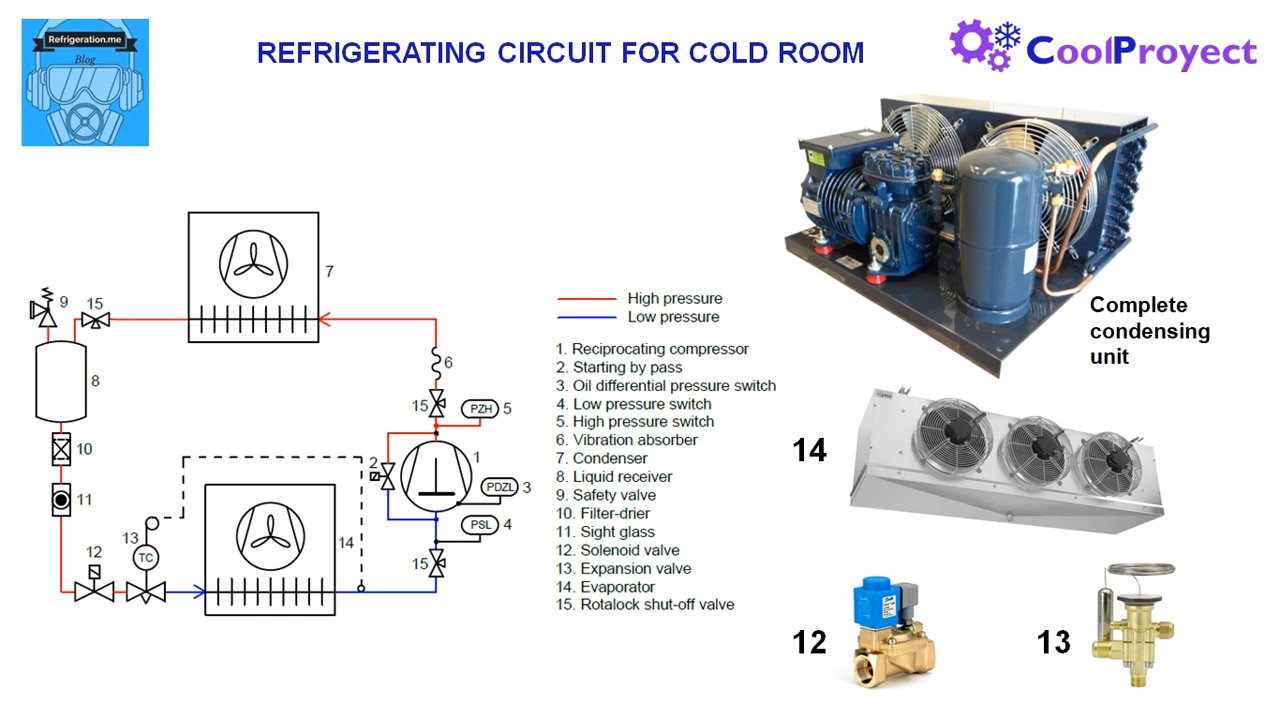 Refrigeration.me
Blog
REFRIGERATING CIRCUIT FOR COLD ROOM
CoolProyect
7
9
15
8
6
15
PZH
5
2
1
PDZL
3
PSL
4
15
10
11
12
13
TC
14
High pressure
Low pressure
1. Reciprocating compressor
2. Starting by pass
3. Oil differential pressure switch
4. Low pressure switch
5. High pressure switch
6. Vibration absorber
7. Condenser
8. Liquid receiver
9. Safety valve
10. Filter-drier
11. Sight glass
12. Solenoid valve
13. Expansion valve
14. Evaporator
15. Rotalock shut-off valve
Complete
condensing
unit
14
12
Danfoss
13